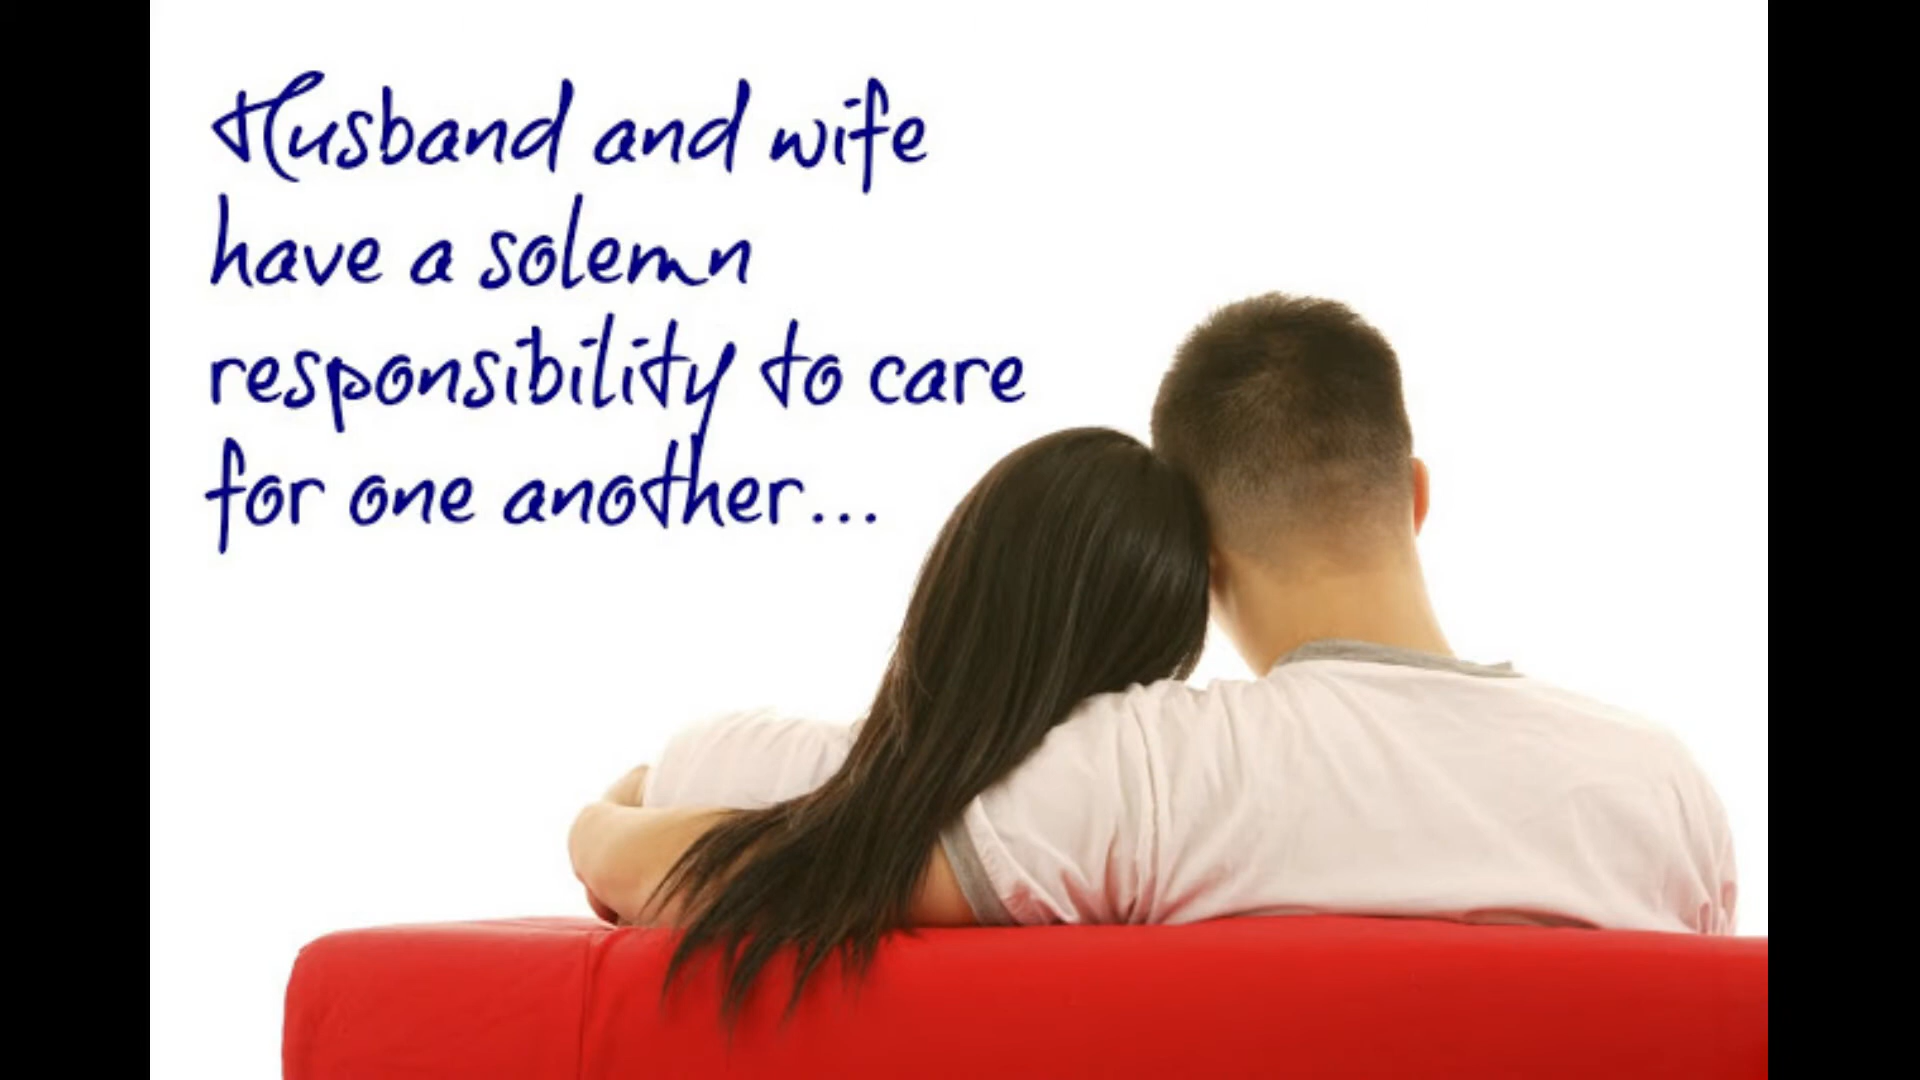 Husband and wife
have a solemn
responsibility to care
for one another...